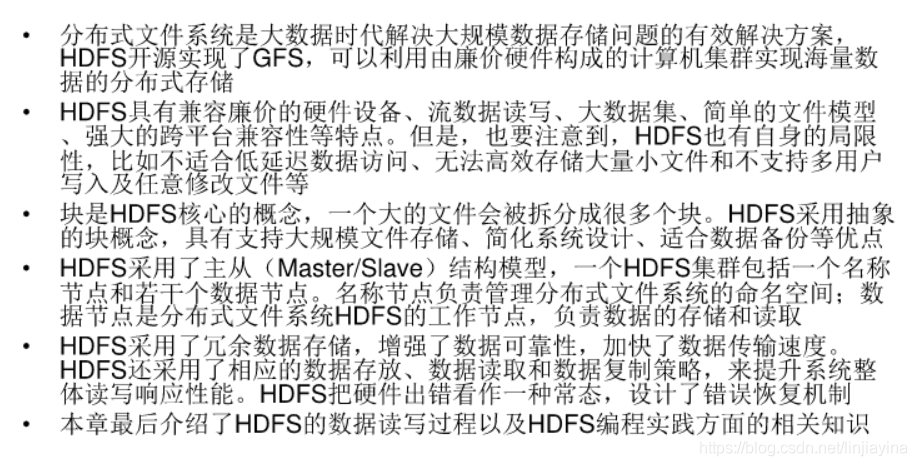 • 分布式文件系统是大数据时代解决大规模数据存储问题的有效解决方案，
HDFS开源实现了GFS，可以利用由廉价硬件构成的计算机集群实现海量数
据的分布式存储
• HDFS具有兼容廉价的硬件设备、流数据读写、大数据集、简单的文件模型
、强大的跨平台兼容性等特点。但是，也要注意到，HDFS也有自身的局限
性，比如不适合低延迟数据访问、无法高效存储大量小文件和不支持多用户
写入及任意修改文件等
• 块是HDFS核心的概念，一个大的文件会被拆分成很多个块。HDFS采用抽象
的块概念，具有支持大规模文件存储、简化系统设计、适合数据备份等优点
• HDFS采用了主从（Master/Slave）结构模型，一个HDFS集群包括一个名称
节点和若干个数据节点。名称节点负责管理分布式文件系统的命名空间；数
据节点是分布式文件系统HDFS的工作节点，负责数据的存储和读取
• HDFS采用了冗余数据存储，增强了数据可靠性，加快了数据传输速度。
HDFS还采用了相应的数据存放、数据读取和数据复制策略，来提升系统整
体读写响应性能。HDFS把硬件出错看作一种常态，设计了错误恢复机制
• 本章最后介绍了HDFS的数据读写过程以及HDFS编程实践方面的相关知识
https://blog.csdn.net/linjiayina